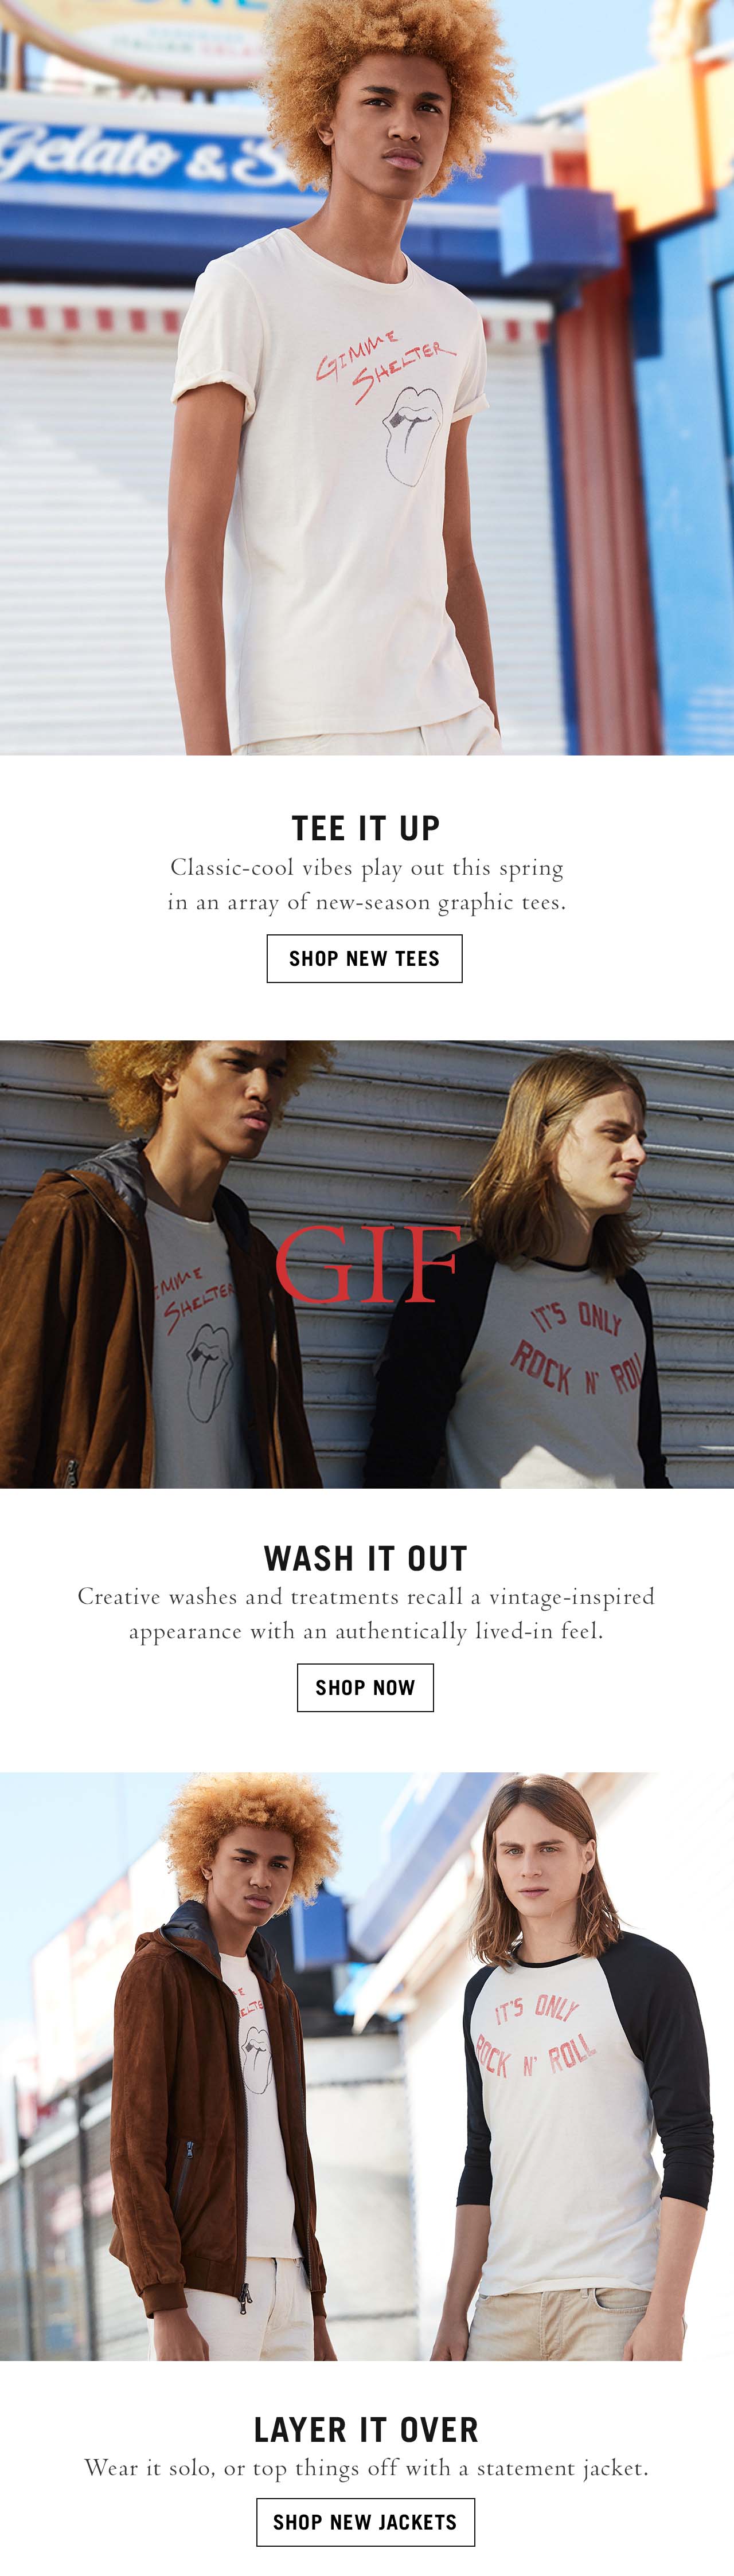 Gelato & S
GIMME
SHELTER
TEE IT UP
Classic-cool vibes play out this spring
in an array of new-season graphic tees.
SHOP NEW TEES
IMME
SHELTER
GIF
IT'S ONLY
ROCK N' ROLL
WASH IT OUT
Creative washes and treatments recall a vintage-inspired
appearance with an authentically lived-in feel.
SHOP NOW
IT'S ONLY
ROCK N' ROLL
LAYER IT OVER
Wear it solo, or top things off with a statement jacket.
SHOP NEW JACKETS